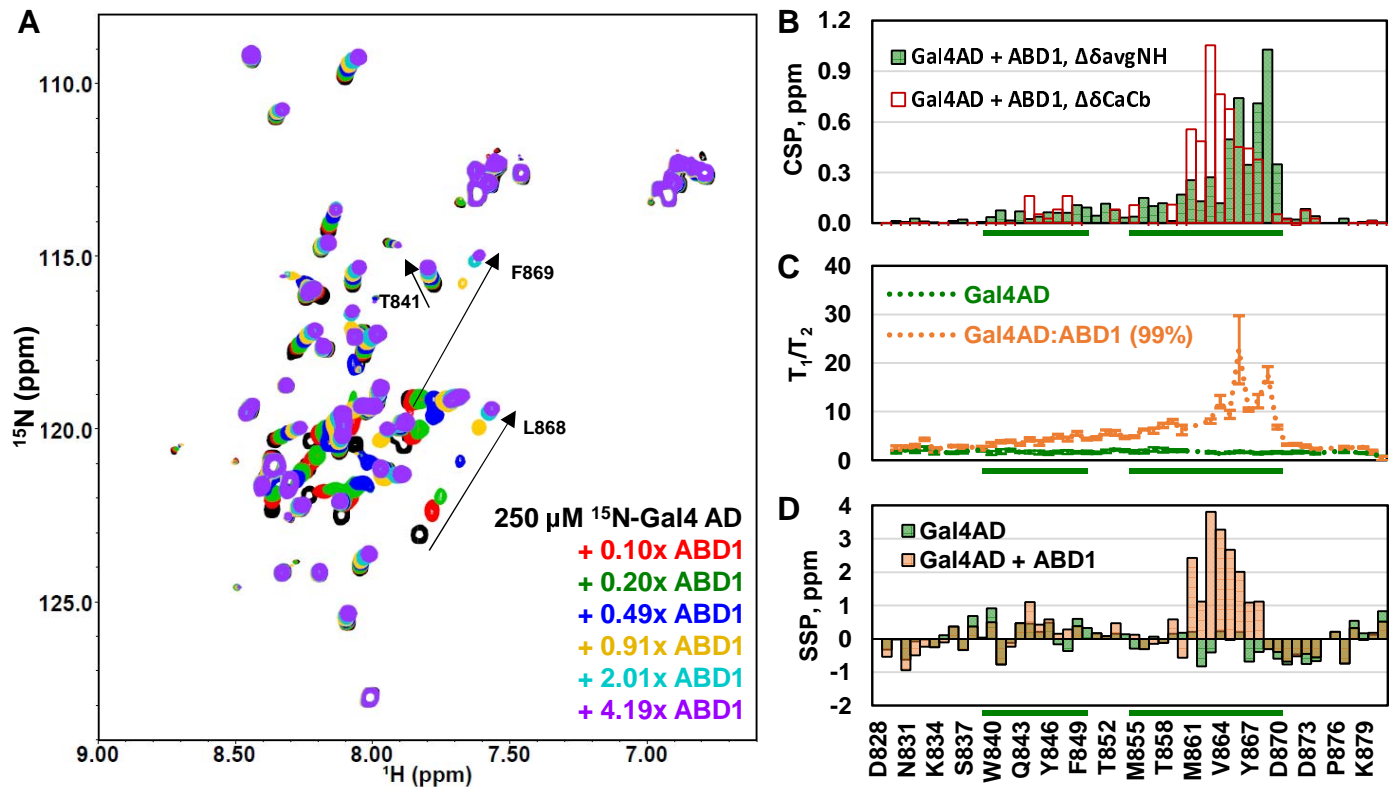 A
110.0
115.0
120.0
125.0
¹⁵N (ppm)
9.00
8.50
8.00
7.50
7.00
¹H (ppm)
T841
F869
L868
250 µM ¹⁵N-Gal4 AD
+ 0.10x ABD1
+ 0.20x ABD1
+ 0.49x ABD1
+ 0.91x ABD1
+ 2.01x ABD1
+ 4.19x ABD1
B
CSP, ppm
1.2
0.9
0.6
0.3
0.0
Gal4AD + ABD1, ΔδavgNH
Gal4AD + ABD1, ΔδCaCb
C
T₁/T₂
40
30
20
10
0
Gal4AD
Gal4AD:ABD1 (99%)
D
SSP, ppm
4
3
2
1
0
-1
-2
Gal4AD
Gal4AD + ABD1
D828
N831
K834
S837
W840
Q843
Y846
F849
T852
M855
T858
M861
V864
Y867
D870
D873
P876
K879